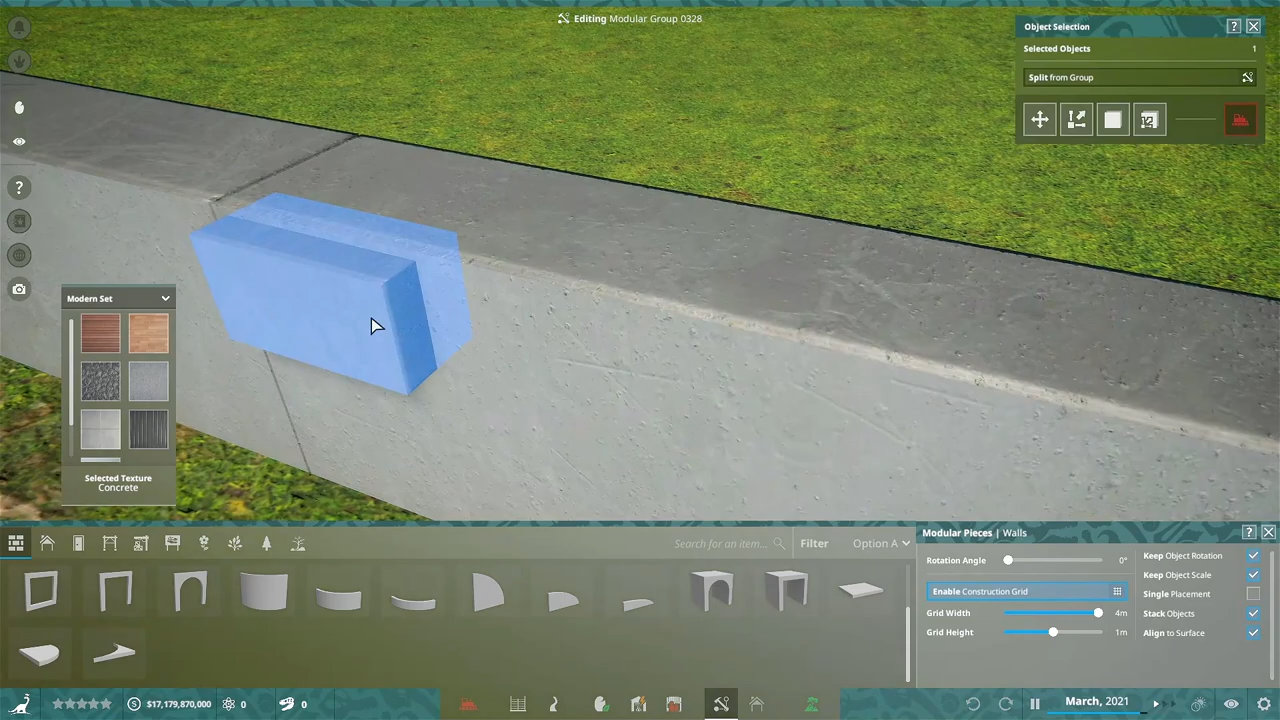 Editing Modular Group 0328
Object Selection
?
Selected Objects 1
Split from Group
Modern Set
Selected Texture
Concrete
Search for an item...
Filter
Option A
Modular Pieces | Walls
?
Rotation Angle 0°
Enable Construction Grid
Grid Width 4m
Grid Height 1m
Keep Object Rotation
Keep Object Scale
Single Placement
Stack Objects
Align to Surface
?
$17,179,870,000
0
0
March, 2021